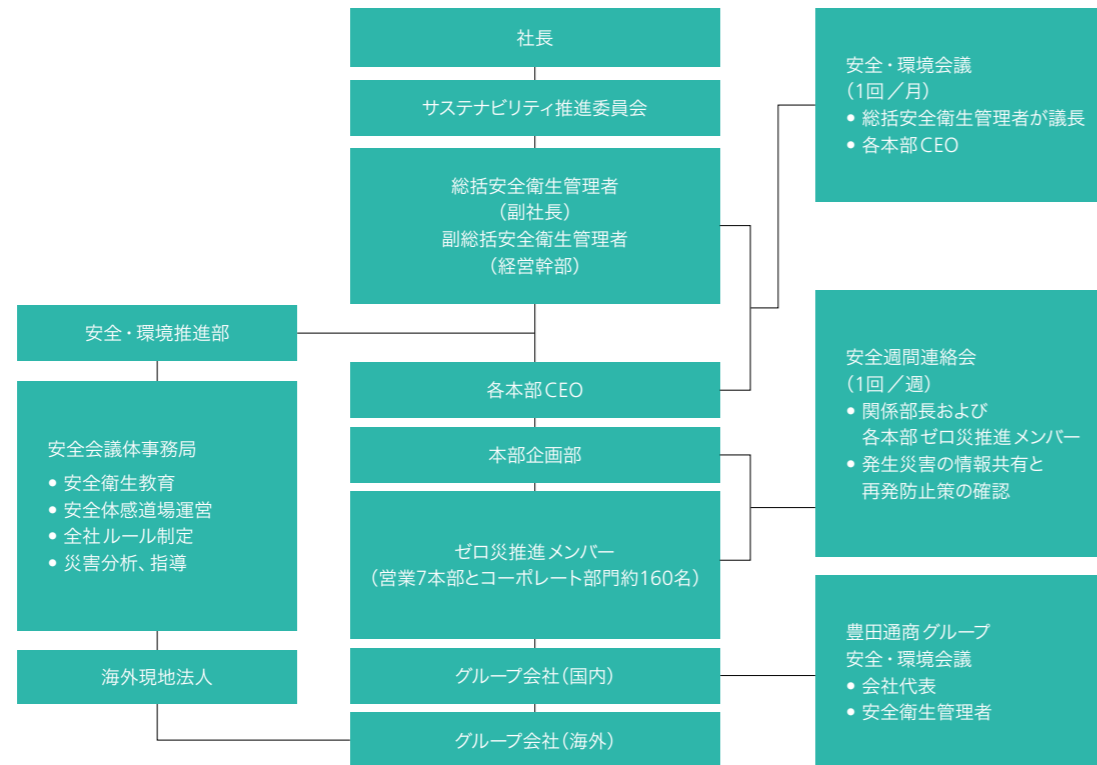 社長
サステナビリティ推進委員会
総括安全衛生管理者
（副社長）
副総括安全衛生管理者
（経営幹部）
各本部CEO
本部企画部
ゼロ災推進メンバー
（営業7本部とコーポレート部門約160名）
グループ会社（国内）
グループ会社（海外）
安全・環境推進部
安全会議体事務局
• 安全衛生教育
• 安全体感道場運営
• 全社ルール制定
• 災害分析、指導
海外現地法人
安全・環境会議
（1回／月）
• 総括安全衛生管理者が議長
• 各本部CEO
安全週間連絡会
（1回／週）
• 関係部長および
各本部ゼロ災推進メンバー
• 発生災害の情報共有と
再発防止策の確認
豊田通商グループ
安全・環境会議
• 会社代表
• 安全衛生管理者